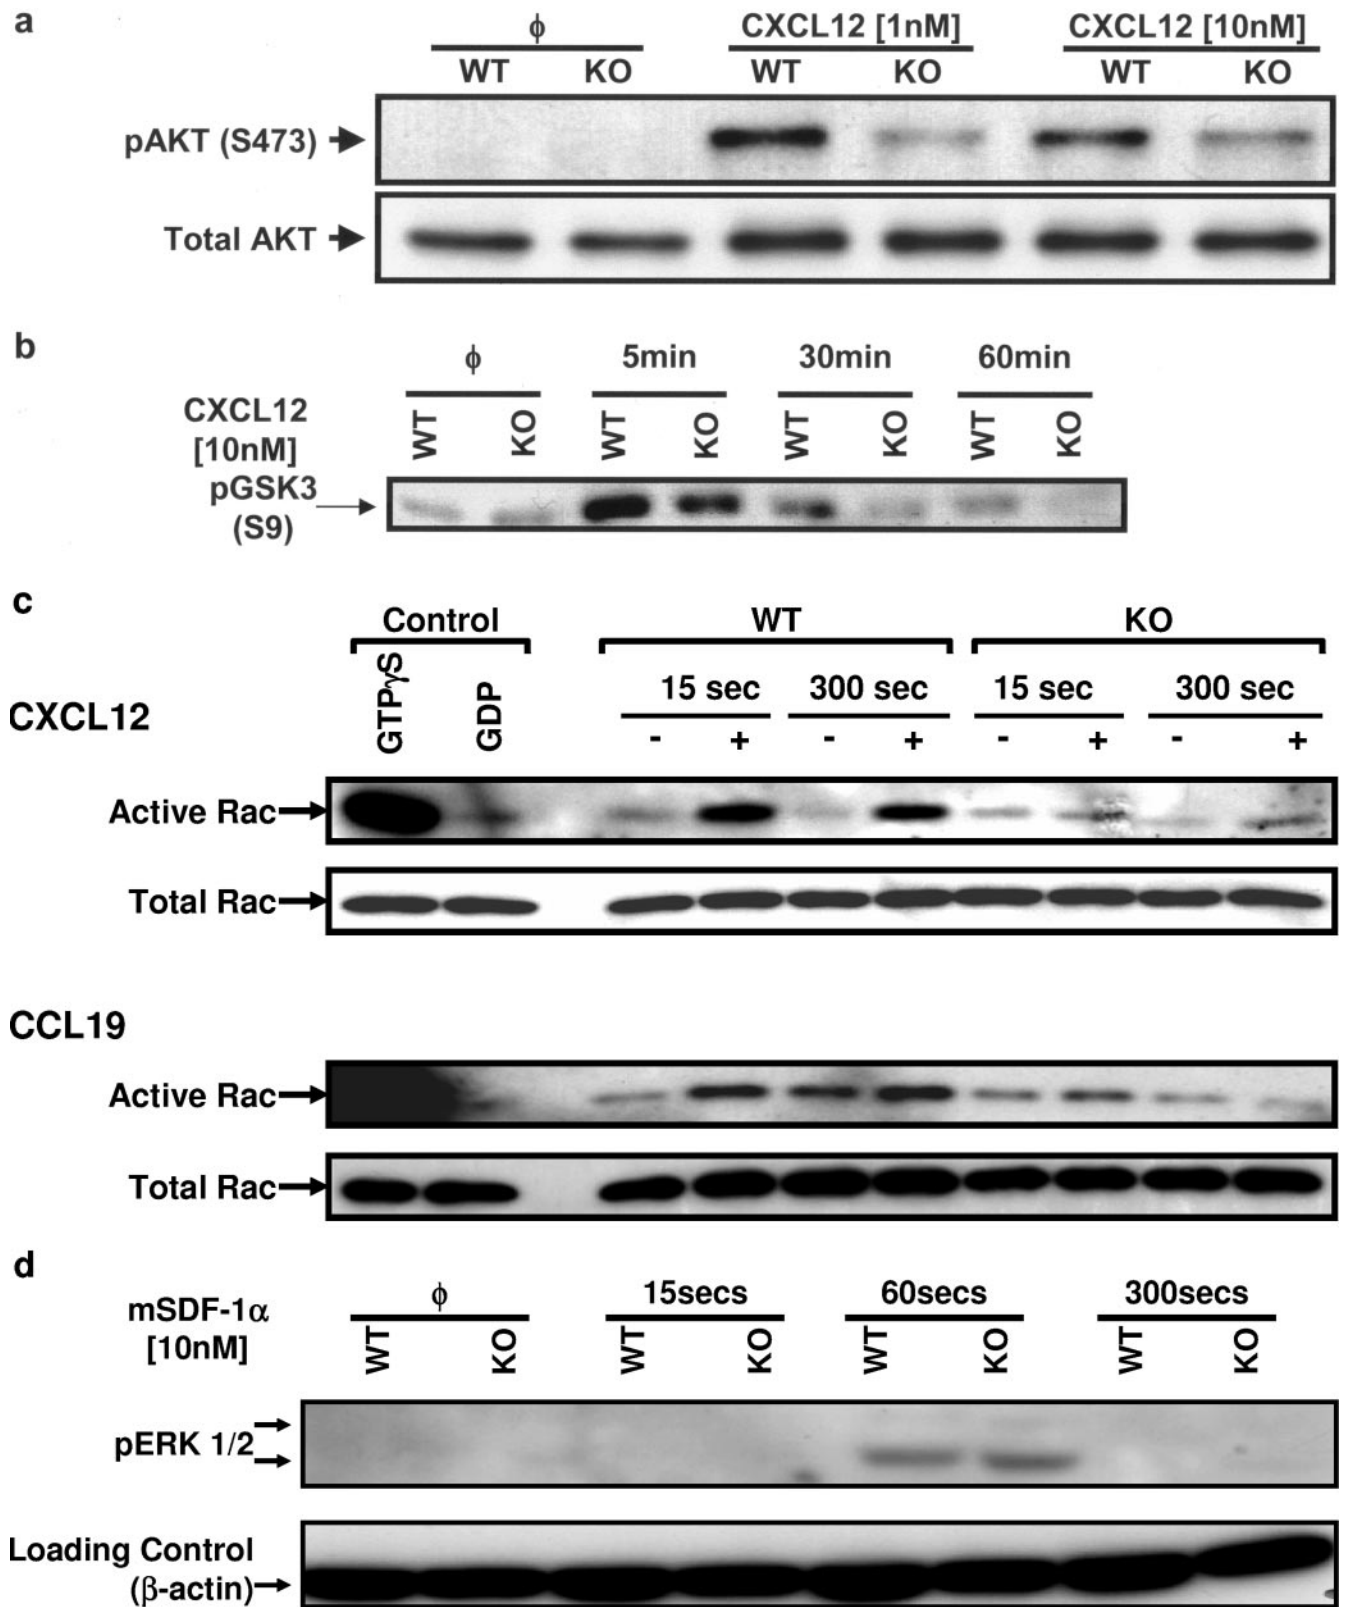 a
ϕ CXCL12 [1nM] CXCL12 [10nM]
WT KO WT KO WT KO
pAKT (S473)
Total AKT
b
ϕ 5min 30min 60min
CXCL12
[10nM]
WT KO WT KO WT KO WT KO
pGSK3
(S9)
c
Control WT KO
CXCL12
GTPγS GDP
15 sec 300 sec 15 sec 300 sec
- + - + - + - +
Active Rac
Total Rac
CCL19
Active Rac
Total Rac
d
mSDF-1α
[10nM]
ϕ 15secs 60secs 300secs
WT KO WT KO WT KO WT KO
pERK 1/2
Loading Control
(β-actin)